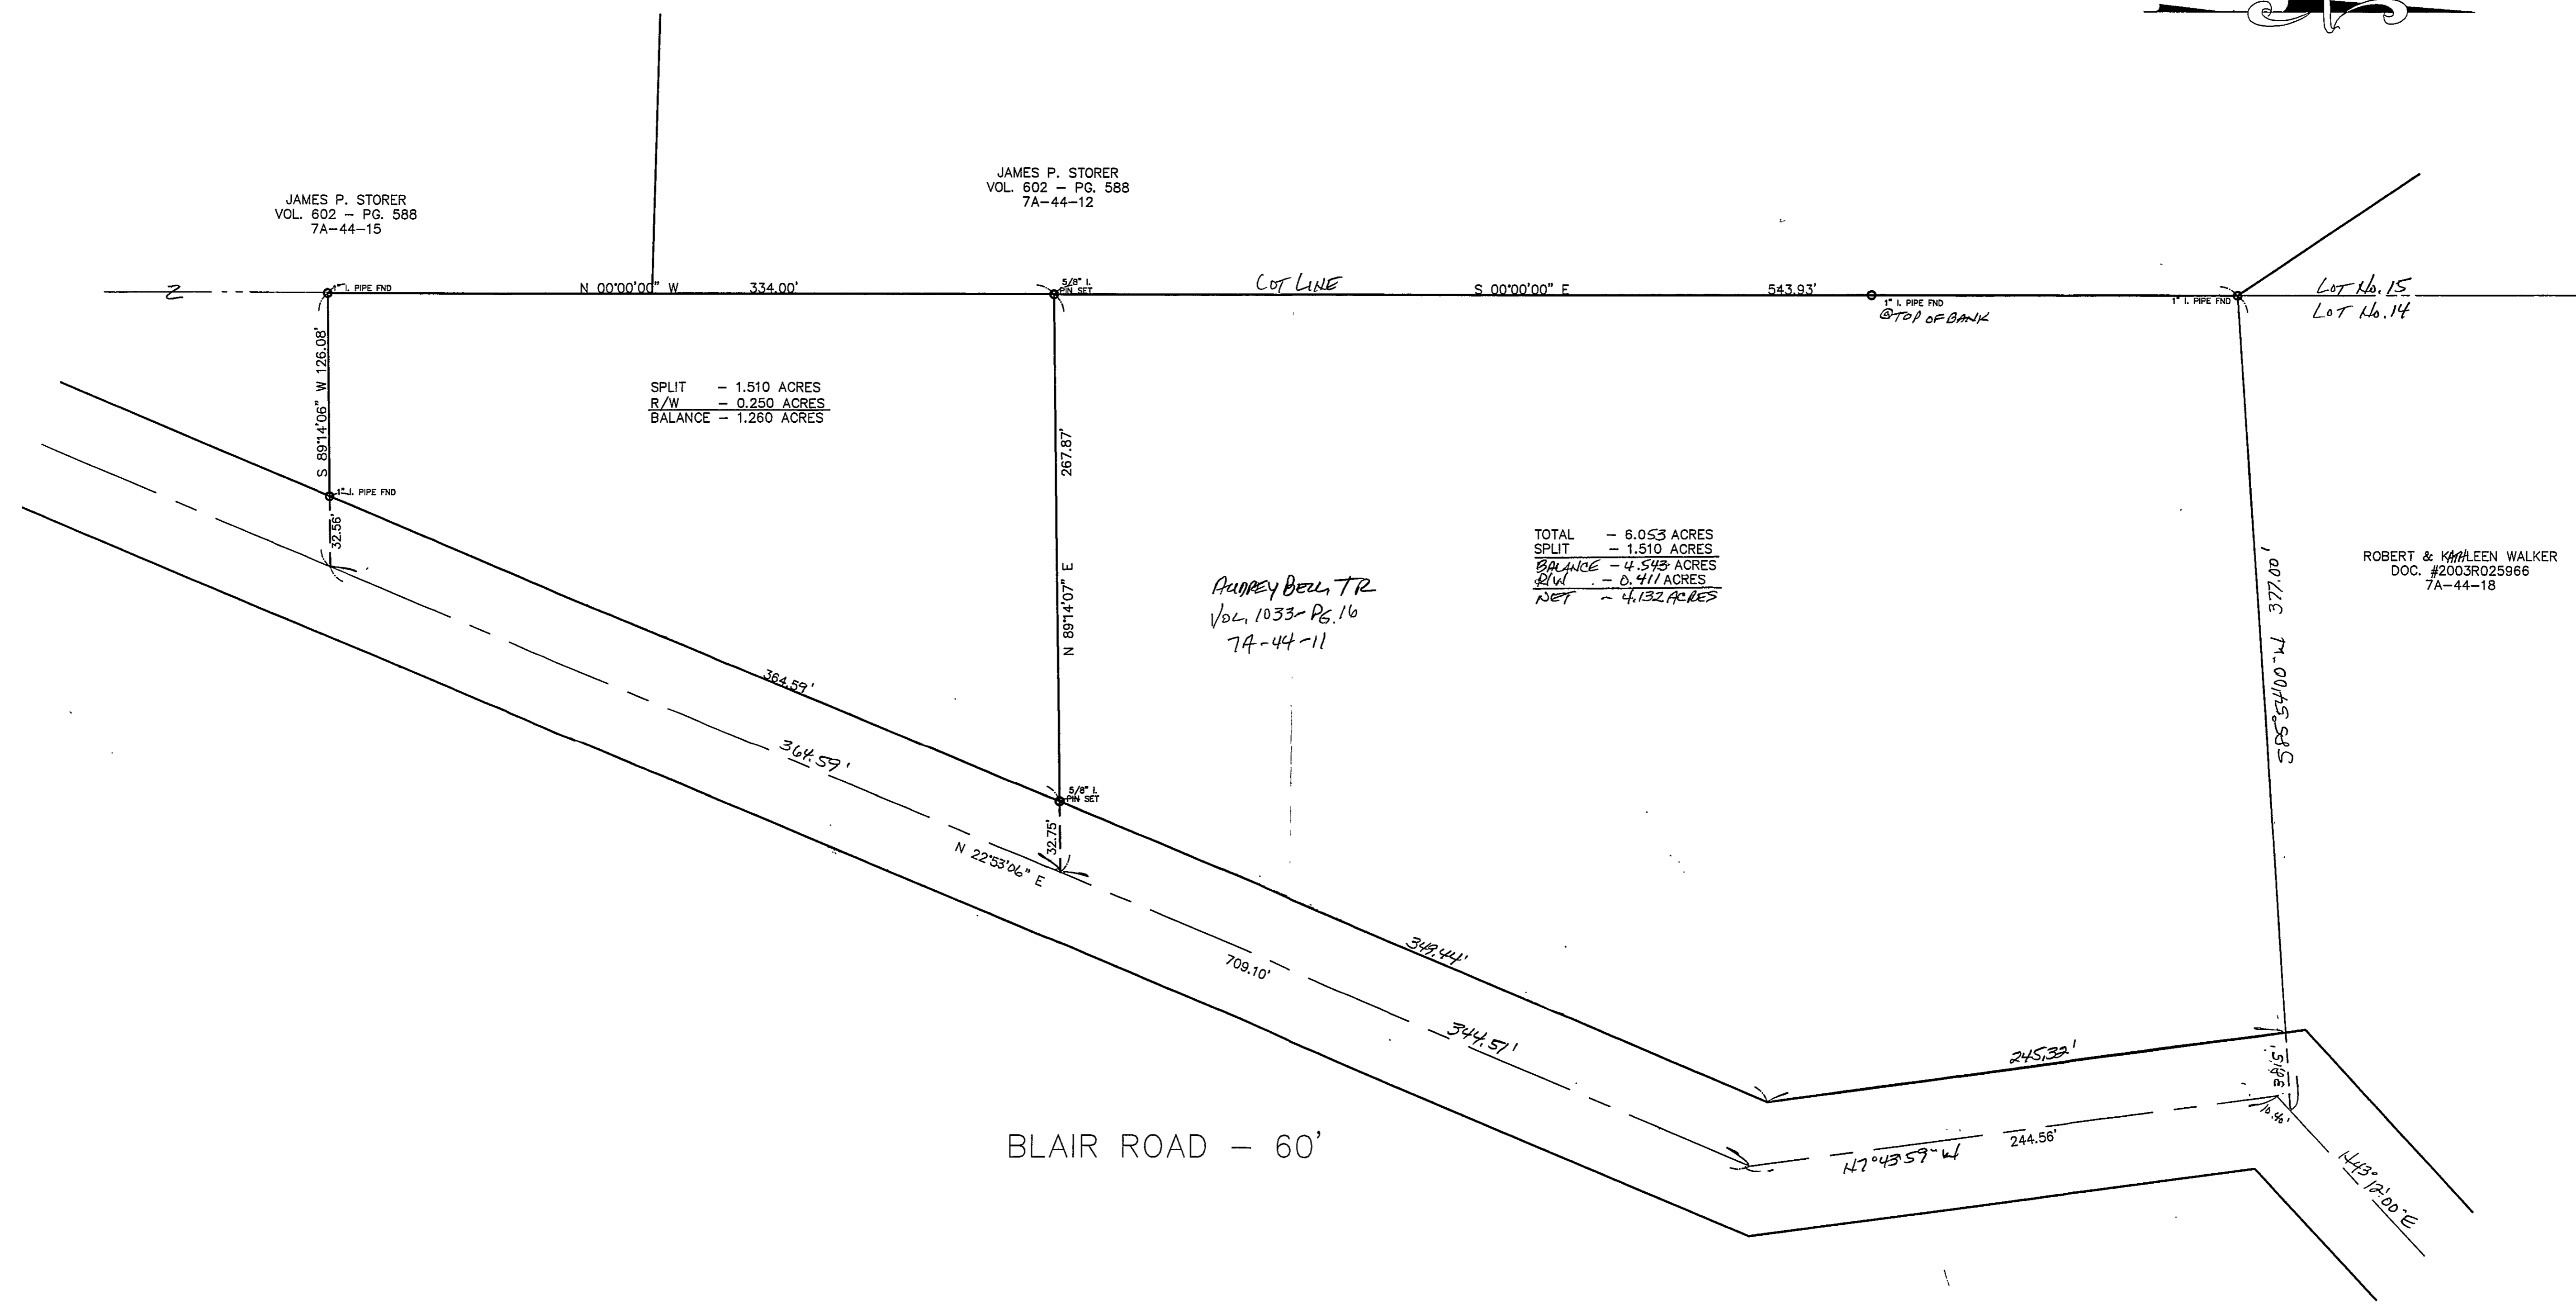 JAMES P. STORER
VOL. 602 – PG. 588
7A–44–15
JAMES P. STORER
VOL. 602 – PG. 588
7A–44–12
1" I. PIPE FND
N 00°00'00" W 334.00'
5/8" I.
PIN SET
LOT LINE
S 00°00'00" E 543.93'
1" I. PIPE FND
@TOP OF BANK
1" I. PIPE FND
LOT No. 15
LOT No. 14
S 89°14'06" W 126.08'
1" I. PIPE FND
32.56'
SPLIT – 1.510 ACRES
R/W – 0.250 ACRES
BALANCE – 1.260 ACRES
267.87'
N 89°14'07" E
5/8" I.
PIN SET
32.75'
TOTAL – 6.053 ACRES
SPLIT – 1.510 ACRES
BALANCE – 4.543 ACRES
R/W – 0.411 ACRES
NET – 4.132 ACRES
AUDREY BELL, TR
VOL. 1033–PG. 16
7A-44-11
S85°54'00"W 377.00'
ROBERT & KATHLEEN WALKER
DOC. #2003R025966
7A–44–18
364.59'
364.59'
N 22°53'06" E
709.10'
349.44'
344.51'
245.32'
38.15'
10.40'
N7°43'59"W
244.56'
N43°12'00"E
BLAIR ROAD – 60'